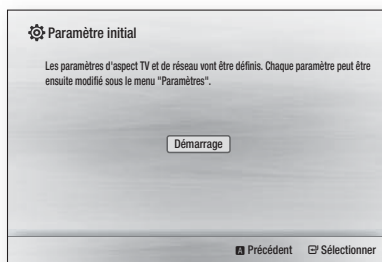 Paramètre initial
Les paramètres d'aspect TV et de réseau vont être définis. Chaque paramètre peut être
ensuite modifié sous le menu "Paramètres".
Démarrage
A Précédent Sélectionner